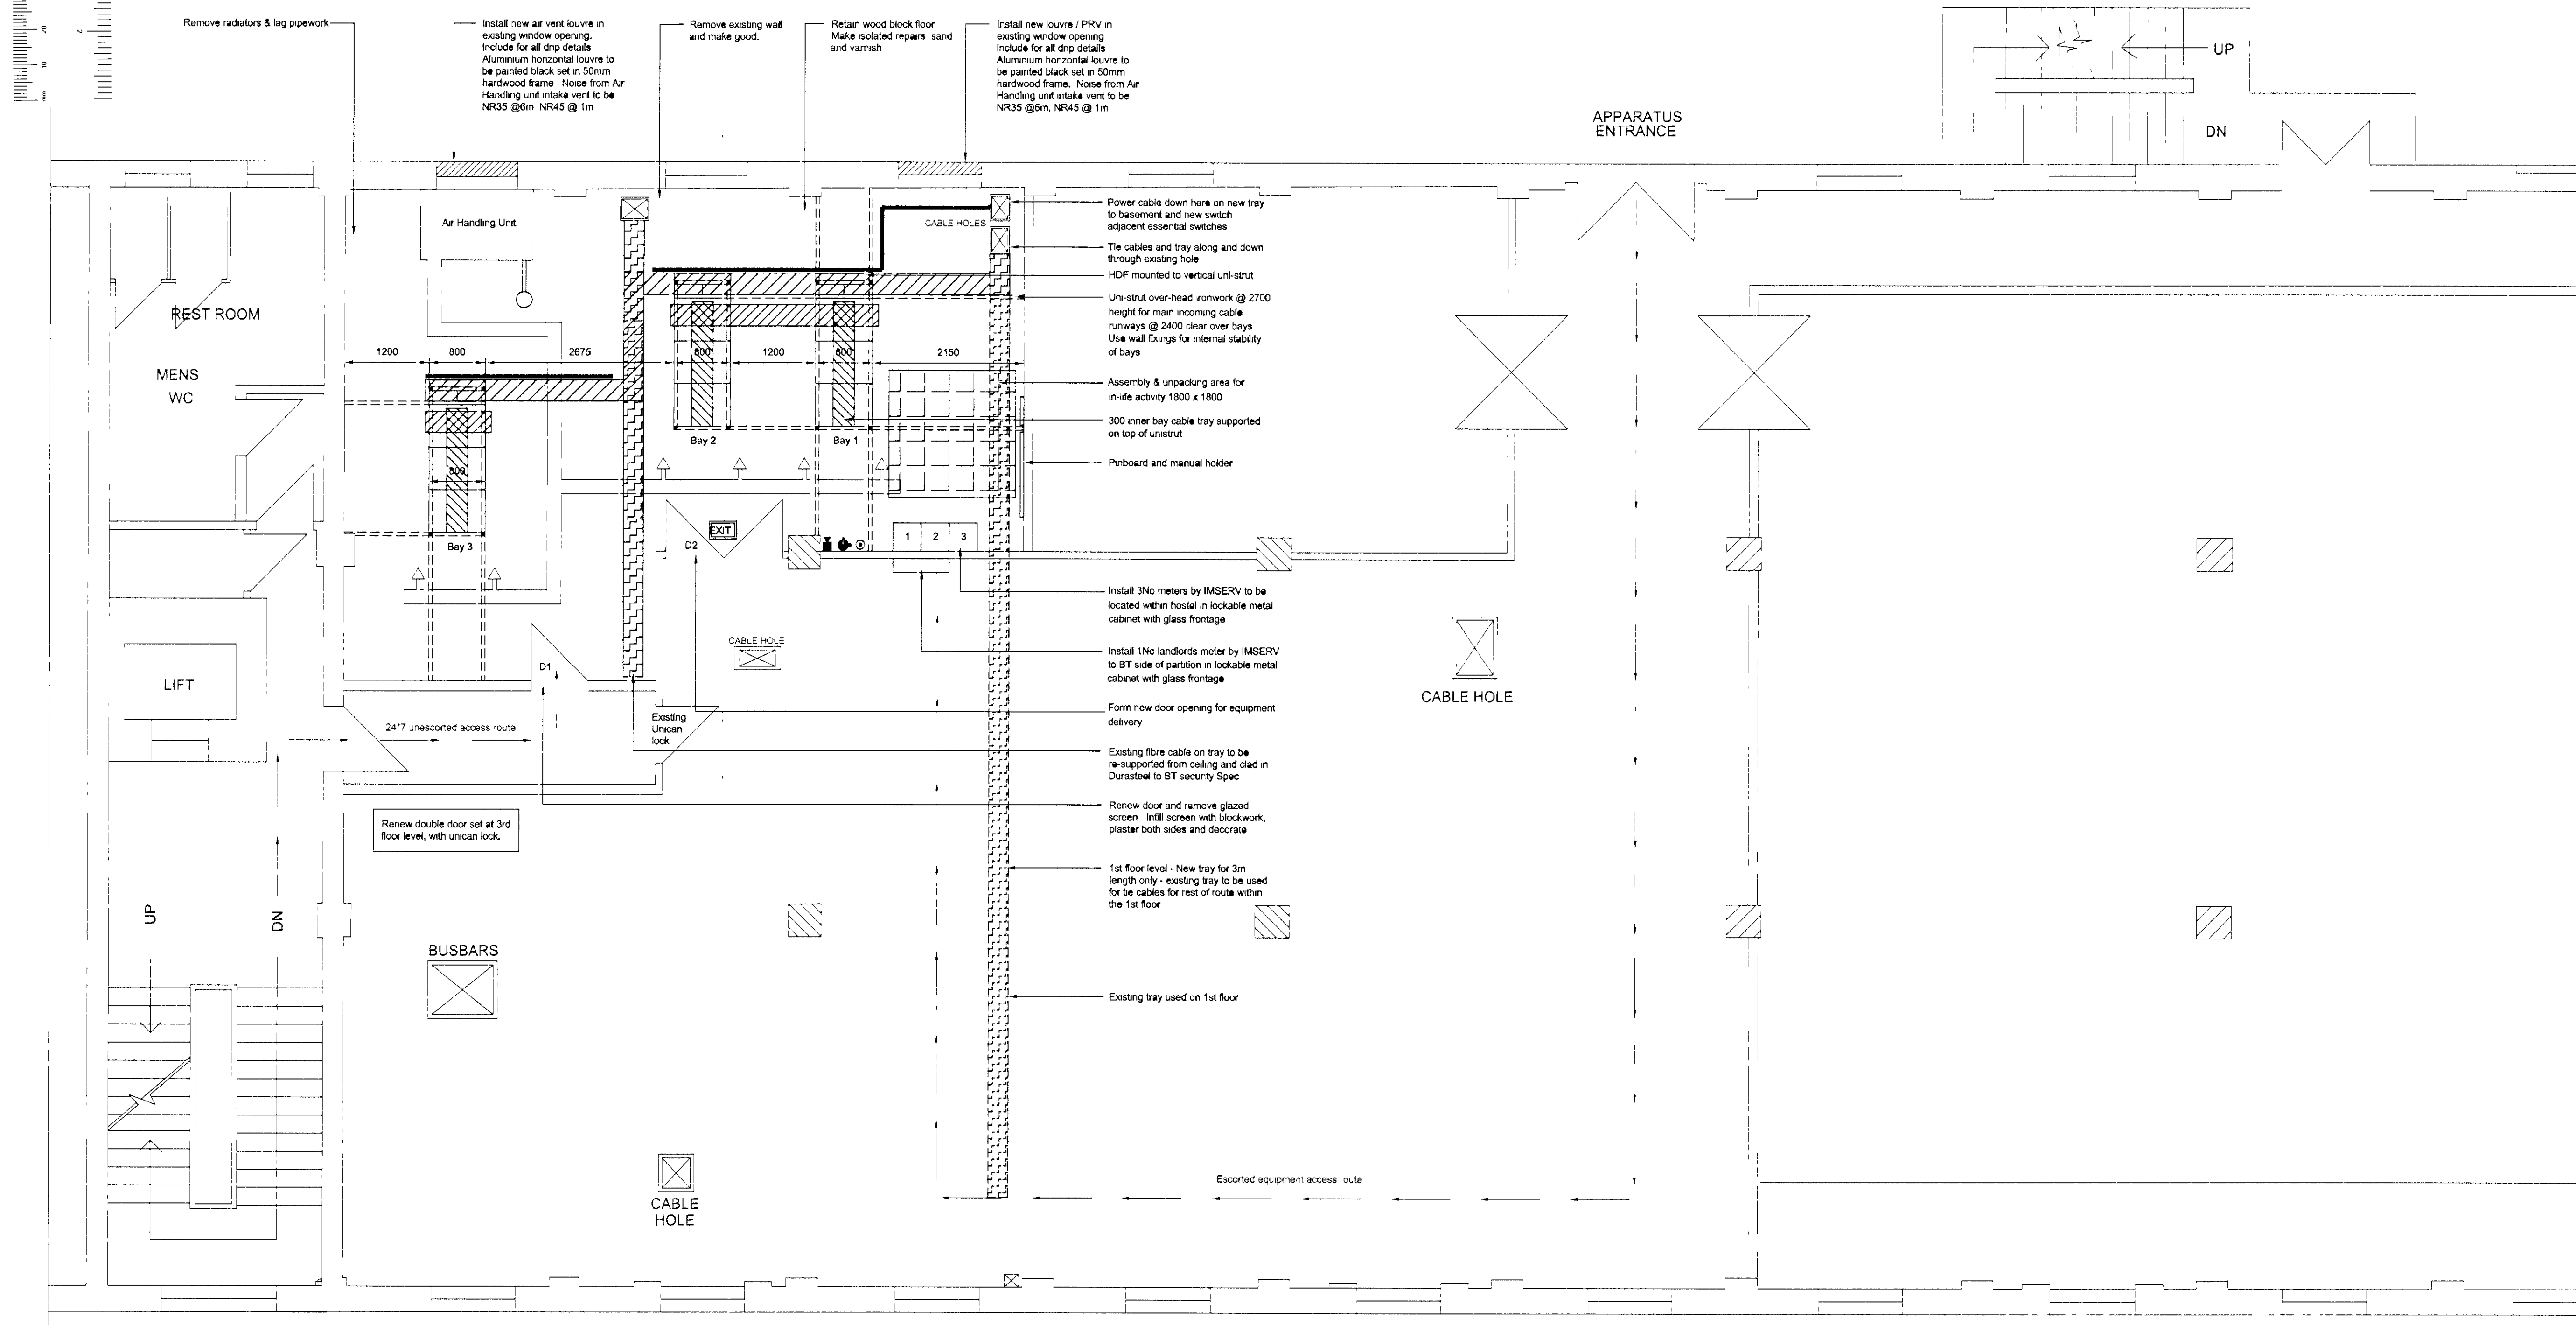 20
10
mm
2
Remove radiators & lag pipework
Install new air vent louvre in
existing window opening.
Include for all dnp details
Aluminium horizontal louvre to
be painted black set in 50mm
hardwood frame Noise from Air
Handling unit intake vent to be
NR35 @6m NR45 @ 1m
Remove existing wall
and make good.
Retain wood block floor
Make isolated repairs sand
and varnish
Install new louvre / PRV in
existing window opening
Include for all dnp details
Aluminium horizontal louvre to
be painted black set in 50mm
hardwood frame. Noise from Air
Handling unit intake vent to be
NR35 @6m, NR45 @ 1m
APPARATUS
ENTRANCE
UP
DN
Air Handling Unit
CABLE HOLES
REST ROOM
MENS
WC
1200
800
2675
800
1200
800
2150
Bay 2
Bay 1
800
Bay 3
EXIT
D2
1
2
3
CABLE HOLE
D1
LIFT
24*7 unescorted access route
Existing
Unican
lock
Renew double door set at 3rd
floor level, with unican lock.
Power cable down here on new tray
to basement and new switch
adjacent essential switches
Tie cables and tray along and down
through existing hole
HDF mounted to vertical uni-strut
Uni-strut over-head ironwork @ 2700
height for main incoming cable
runways @ 2400 clear over bays
Use wall fixings for internal stability
of bays
Assembly & unpacking area for
in-life activity 1800 x 1800
300 inner bay cable tray supported
on top of unistrut
Pinboard and manual holder
Install 3No meters by IMSERV to be
located within hostel in lockable metal
cabinet with glass frontage
Install 1No landlords meter by IMSERV
to BT side of partition in lockable metal
cabinet with glass frontage
Form new door opening for equipment
delivery
Existing fibre cable on tray to be
re-supported from ceiling and clad in
Durasteel to BT security Spec
Renew door and remove glazed
screen Infill screen with blockwork,
plaster both sides and decorate
1st floor level - New tray for 3m
length only - existing tray to be used
for tie cables for rest of route within
the 1st floor
Existing tray used on 1st floor
CABLE HOLE
UP
DN
BUSBARS
CABLE
HOLE
Escorted equipment access oute